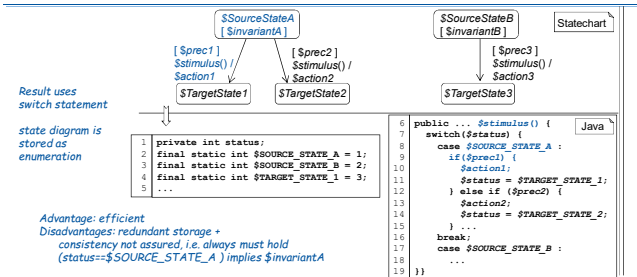 $SourceStateA
[ $invariantA ]
$SourceStateB
[ $invariantB ]
Statechart
[ $prec1 ]
$stimulus() /
$action1
[ $prec2 ]
$stimulus() /
$action2
[ $prec3 ]
$stimulus() /
$action3
$TargetState1
$TargetState2
$TargetState3
Result uses
switch statement
state diagram is
stored as
enumeration
1 private int status;
2 final static int $SOURCE_STATE_A = 1;
3 final static int $SOURCE_STATE_B = 2;
4 final static int $TARGET_STATE_1 = 3;
5 ...
Java
6 public ... $stimulus() {
7 switch($status) {
8 case $SOURCE_STATE_A :
9 if($prec1) {
10 $action1;
11 $status = $TARGET_STATE_1;
12 } else if ($prec2) {
13 $action2;
14 $status = $TARGET_STATE_2;
15 } ...
16 break;
17 case $SOURCE_STATE_B :
18 ...
19 }}
Advantage: efficient
Disadvantages: redundant storage +
consistency not assured, i.e. always must hold
(status==$SOURCE_STATE_A ) implies $invariantA